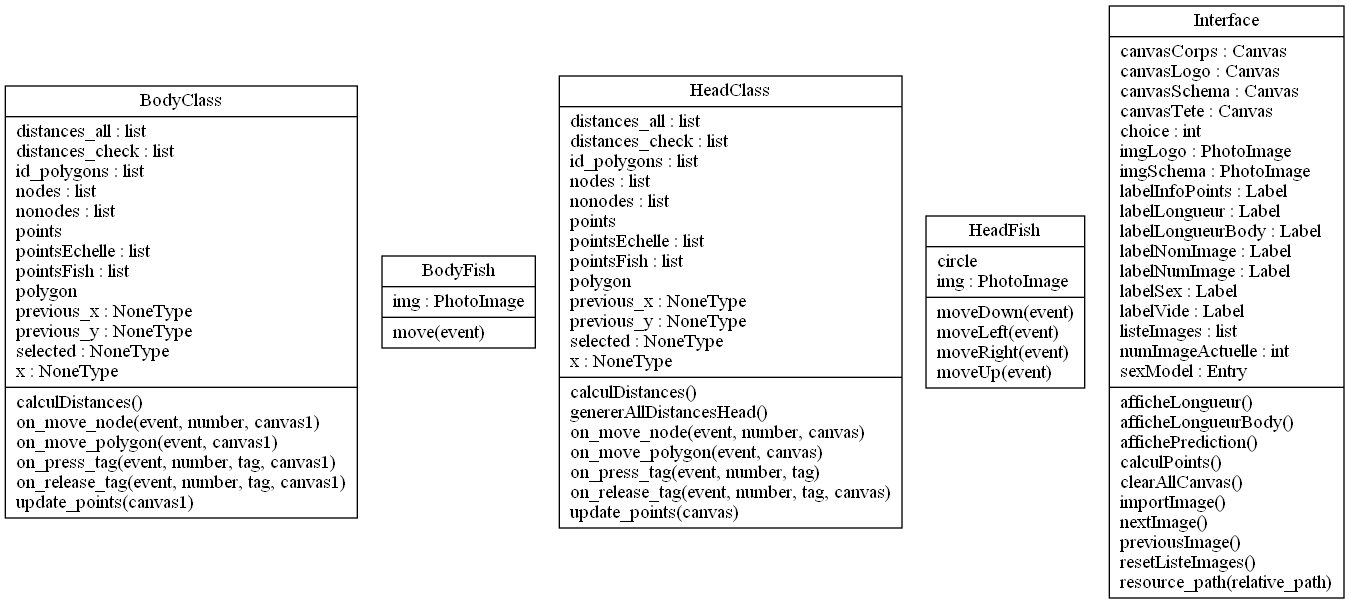 BodyClass
distances_all : list
distances_check : list
id_polygons : list
nodes : list
nonodes : list
points
pointsEchelle : list
pointsFish : list
polygon
previous_x : NoneType
previous_y : NoneType
selected : NoneType
x : NoneType
calculDistances()
on_move_node(event, number, canvas1)
on_move_polygon(event, canvas1)
on_press_tag(event, number, tag, canvas1)
on_release_tag(event, number, tag, canvas1)
update_points(canvas1)
BodyFish
img : PhotoImage
move(event)
HeadClass
distances_all : list
distances_check : list
id_polygons : list
nodes : list
nonodes : list
points
pointsEchelle : list
pointsFish : list
polygon
previous_x : NoneType
previous_y : NoneType
selected : NoneType
x : NoneType
calculDistances()
genererAllDistancesHead()
on_move_node(event, number, canvas)
on_move_polygon(event, canvas)
on_press_tag(event, number, tag)
on_release_tag(event, number, tag, canvas)
update_points(canvas)
HeadFish
circle
img : PhotoImage
moveDown(event)
moveLeft(event)
moveRight(event)
moveUp(event)
Interface
canvasCorps : Canvas
canvasLogo : Canvas
canvasSchema : Canvas
canvasTete : Canvas
choice : int
imgLogo : PhotoImage
imgSchema : PhotoImage
labelInfoPoints : Label
labelLongueur : Label
labelLongueurBody : Label
labelNomImage : Label
labelNumImage : Label
labelSex : Label
labelVide : Label
listeImages : list
numImageActuelle : int
sexModel : Entry
afficheLongueur()
afficheLongueurBody()
affichePrediction()
calculPoints()
clearAllCanvas()
importImage()
nextImage()
previousImage()
resetListeImages()
resource_path(relative_path)